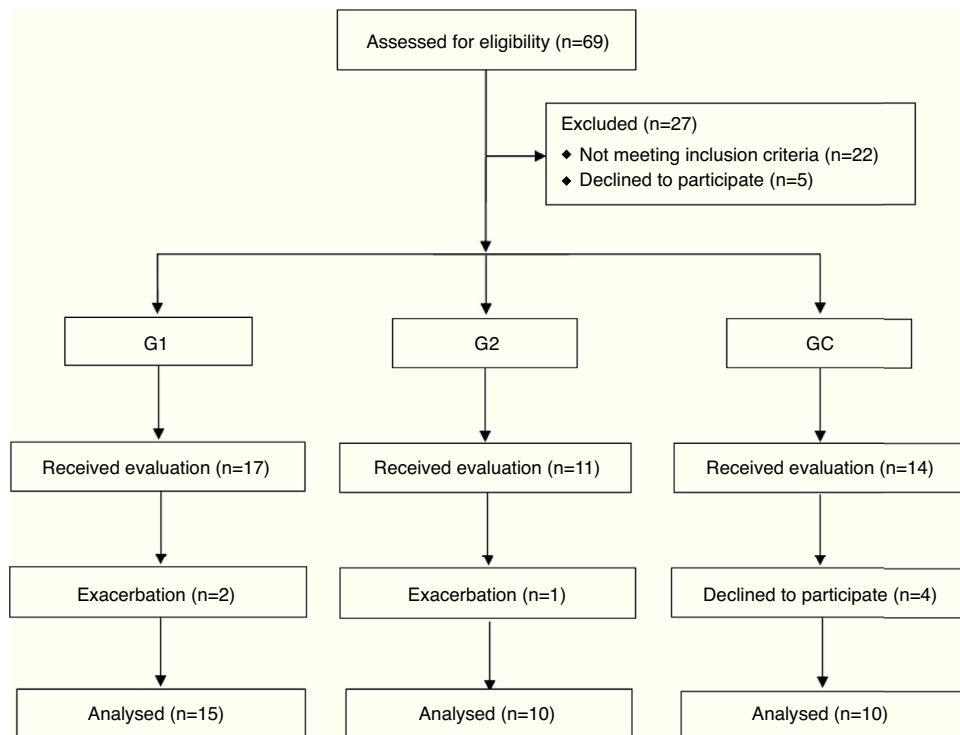 Assessed for eligibility (n=69)
Excluded (n=27)
◆ Not meeting inclusion criteria (n=22)
◆ Declined to participate (n=5)
G1
G2
GC
Received evaluation (n=17)
Received evaluation (n=11)
Received evaluation (n=14)
Exacerbation (n=2)
Exacerbation (n=1)
Declined to participate (n=4)
Analysed (n=15)
Analysed (n=10)
Analysed (n=10)